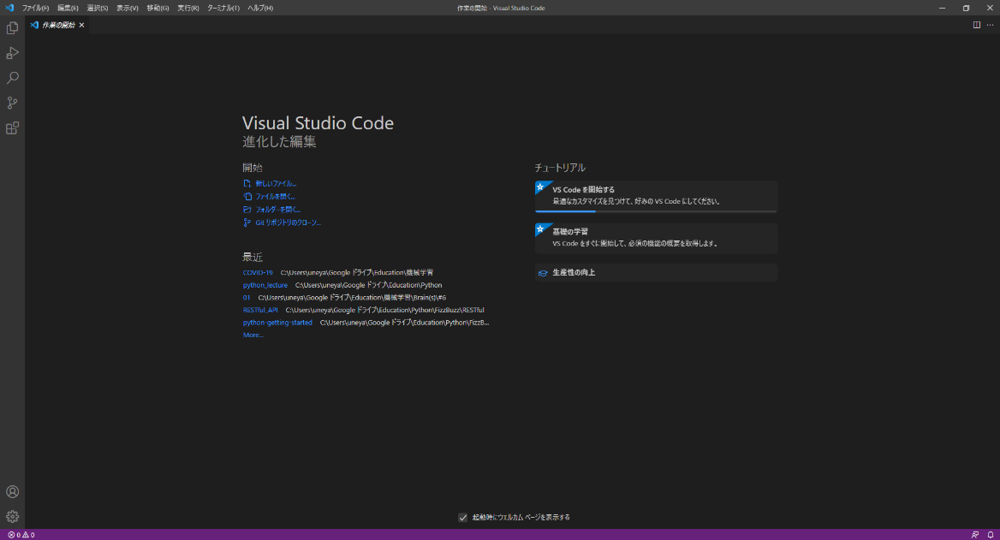 ファイル(F) 編集(E) 選択(S) 表示(V) 移動(G) 実行(R) ターミナル(T) ヘルプ(H) 作業の開始 - Visual Studio Code
作業の開始
Visual Studio Code
進化した編集
開始
新しいファイル...
ファイルを開く...
フォルダーを開く...
Git リポジトリのクローン...
最近
COVID-19 C:\Users\uneya\Google ドライブ\Education\機械学習
python_lecture C:\Users\uneya\Google ドライブ\Education\Python
01 C:\Users\uneya\Google ドライブ\Education\機械学習\Brain(s)\#6
RESTful_API C:\Users\uneya\Google ドライブ\Education\Python\FizzBuzz\RESTful
python-getting-started C:\Users\uneya\Google ドライブ\Education\Python\FizzB...
More...
チュートリアル
VS Code を開始する
最適なカスタマイズを見つけて、好みの VS Code にしてください。
基礎の学習
VS Code をすぐに開始して、必須の機能の概要を取得します。
生産性の向上
起動時にウェルカム ページを表示する
0 0